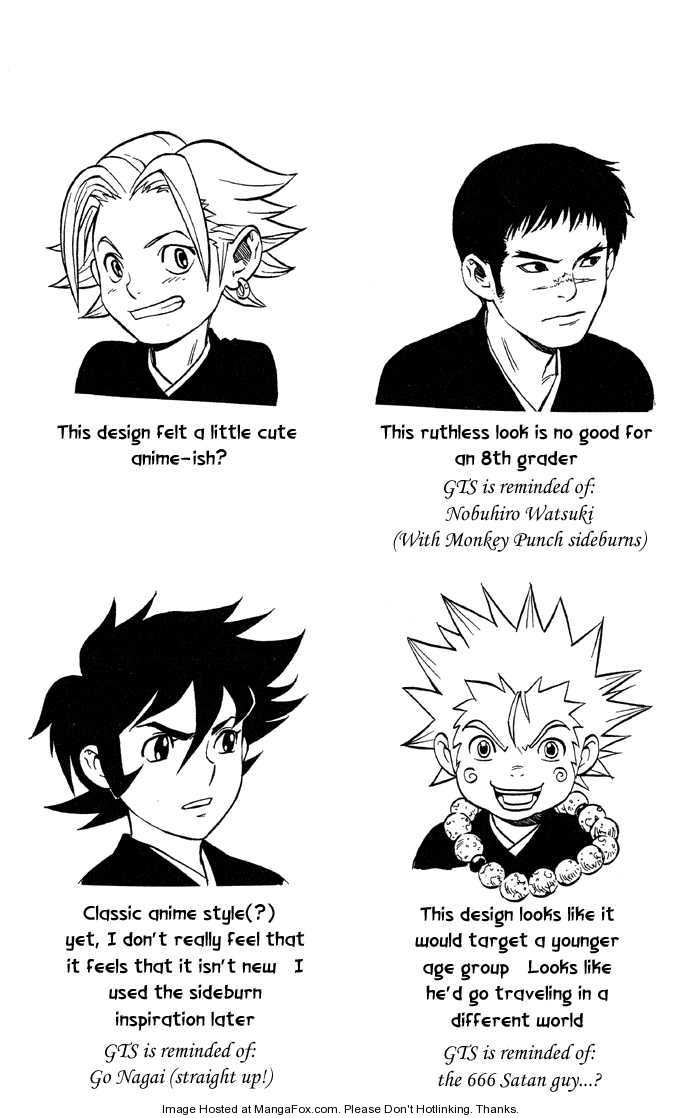 This design felt a little cute
anime-ish?
This ruthless look is no good for
an 8th grader
GTS is reminded of:
Nobuhiro Watsuki
(With Monkey Punch sideburns)
Classic anime style(?)
yet, I don't really feel that
it feels that it isn't new I
used the sideburn
inspiration later
GTS is reminded of:
Go Nagai (straight up!)
This design looks like it
would target a younger
age group Looks like
he'd go traveling in a
different world
GTS is reminded of:
the 666 Satan guy...?
Image Hosted at MangaFox.com. Please Don't Hotlinking. Thanks.